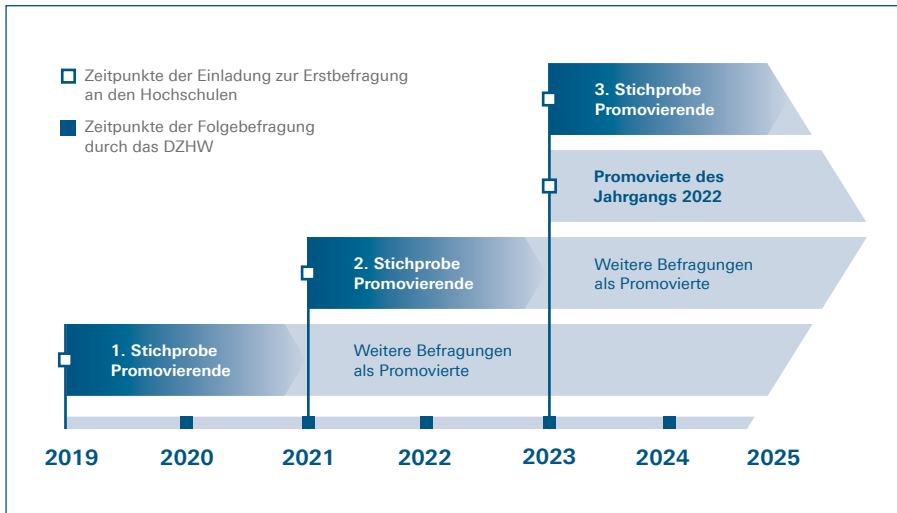 Zeitpunkte der Einladung zur Erstbefragung
an den Hochschulen
Zeitpunkte der Folgebefragung
durch das DZHW
3. Stichprobe
Promovierende
Promovierte des
Jahrgangs 2022
2. Stichprobe
Promovierende
Weitere Befragungen
als Promovierte
1. Stichprobe
Promovierende
Weitere Befragungen
als Promovierte
2019 2020 2021 2022 2023 2024 2025